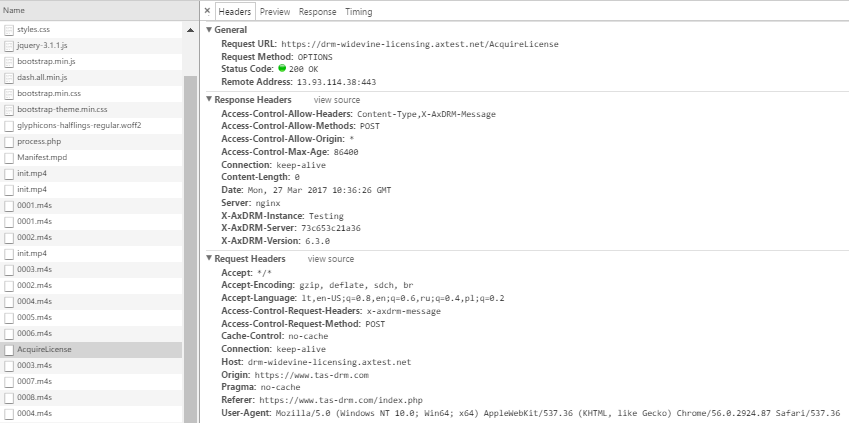 Name
styles.css
jquery-3.1.1.js
bootstrap.min.js
dash.all.min.js
bootstrap.min.css
bootstrap-theme.min.css
glyphicons-halflings-regular.woff2
process.php
Manifest.mpd
init.mp4
init.mp4
0001.m4s
0001.m4s
0002.m4s
init.mp4
0003.m4s
0002.m4s
0004.m4s
0005.m4s
0006.m4s
AcquireLicense
0003.m4s
0007.m4s
0008.m4s
0004.m4s
× Headers Preview Response Timing
▼ General
Request URL: https://drm-widevine-licensing.axtest.net/AcquireLicense
Request Method: OPTIONS
Status Code: 200 OK
Remote Address: 13.93.114.38:443
▼ Response Headers view source
Access-Control-Allow-Headers: Content-Type,X-AxDRM-Message
Access-Control-Allow-Methods: POST
Access-Control-Allow-Origin: *
Access-Control-Max-Age: 86400
Connection: keep-alive
Content-Length: 0
Date: Mon, 27 Mar 2017 10:36:26 GMT
Server: nginx
X-AxDRM-Instance: Testing
X-AxDRM-Server: 73c653c21a36
X-AxDRM-Version: 6.3.0
▼ Request Headers view source
Accept: */*
Accept-Encoding: gzip, deflate, sdch, br
Accept-Language: lt,en-US;q=0.8,en;q=0.6,ru;q=0.4,pl;q=0.2
Access-Control-Request-Headers: x-axdrm-message
Access-Control-Request-Method: POST
Cache-Control: no-cache
Connection: keep-alive
Host: drm-widevine-licensing.axtest.net
Origin: https://www.tas-drm.com
Pragma: no-cache
Referer: https://www.tas-drm.com/index.php
User-Agent: Mozilla/5.0 (Windows NT 10.0; Win64; x64) AppleWebKit/537.36 (KHTML, like Gecko) Chrome/56.0.2924.87 Safari/537.36